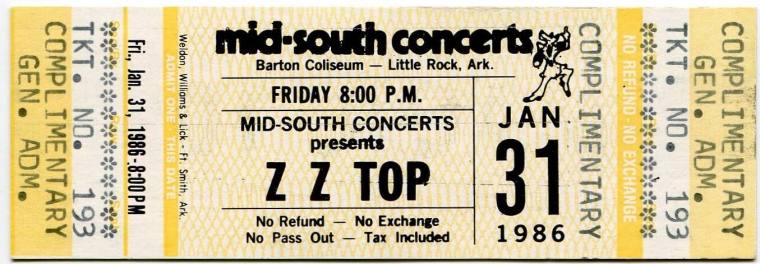 COMPLIMENTARY
GEN. ADM.
TKT. NO. 193
Fri., Jan. 31, 1986 - 8:00 PM
Weldon, Williams & Lick - Ft. Smith, Ark.
ADMIT ONE - THIS DATE
mid-south concerts
Barton Coliseum — Little Rock, Ark.
FRIDAY 8:00 P.M.
MID-SOUTH CONCERTS
presents
Z Z TOP
No Refund — No Exchange
No Pass Out — Tax Included
JAN
31
1986
COMPLIMENTARY
NO REFUND - NO EXCHANGE
TKT. NO. 193
COMPLIMENTARY
GEN. ADM.